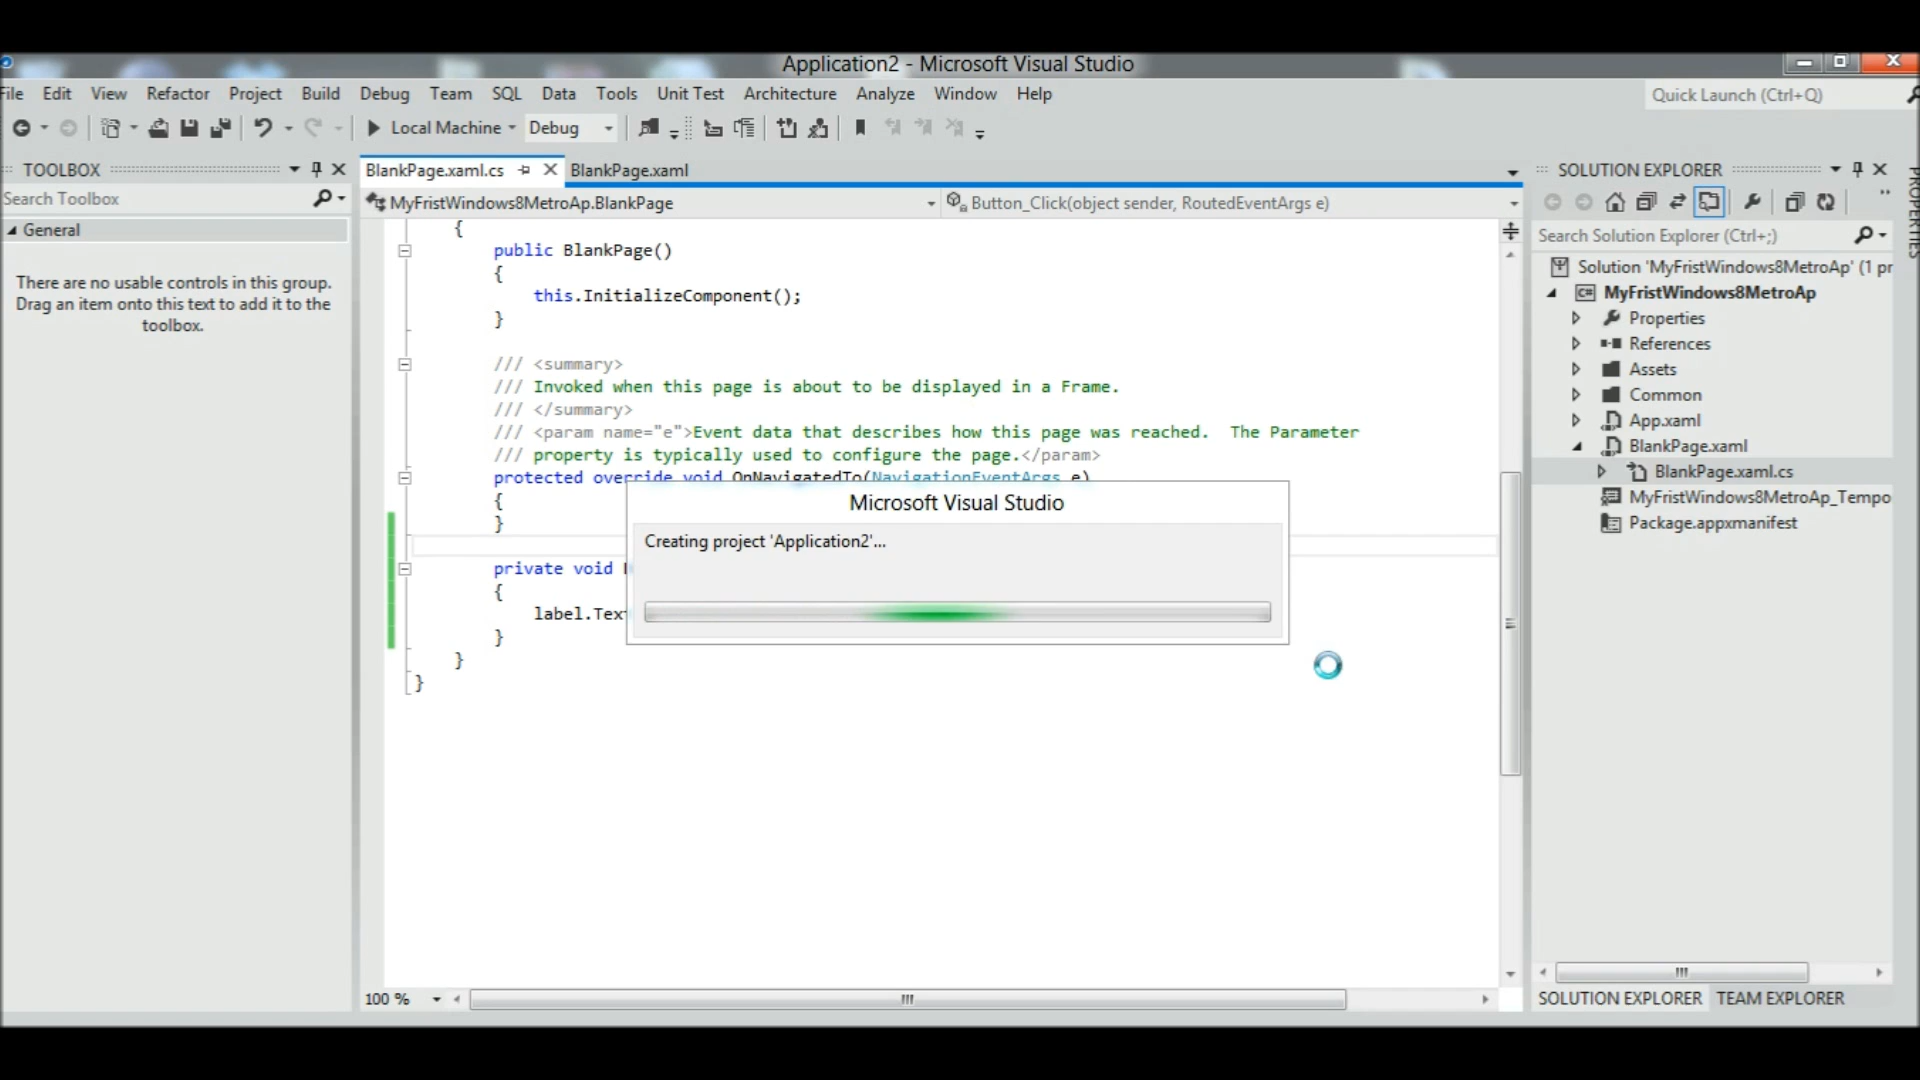 Application2 - Microsoft Visual Studio
File Edit View Refactor Project Build Debug Team SQL Data Tools Unit Test Architecture Analyze Window Help
Quick Launch (Ctrl+Q)
Local Machine Debug
TOOLBOX
Search Toolbox
General
There are no usable controls in this group.
Drag an item onto this text to add it to the
toolbox.
BlankPage.xaml.cs BlankPage.xaml
MyFristWindows8MetroAp.BlankPage Button_Click(object sender, RoutedEventArgs e)
{
public BlankPage()
{
this.InitializeComponent();
}
/// <summary>
/// Invoked when this page is about to be displayed in a Frame.
/// </summary>
/// <param name="e">Event data that describes how this page was reached.  The Parameter
/// property is typically used to configure the page.</param>
protected override void OnNavigatedTo(NavigationEventArgs e)
{
}
private void
{
label.Text
}
}
}
Microsoft Visual Studio
Creating project 'Application2'...
100 %
SOLUTION EXPLORER
Search Solution Explorer (Ctrl+;)
Solution 'MyFristWindows8MetroAp' (1 pr
C# MyFristWindows8MetroAp
Properties
References
Assets
Common
App.xaml
BlankPage.xaml
BlankPage.xaml.cs
MyFristWindows8MetroAp_Tempo
Package.appxmanifest
SOLUTION EXPLORER TEAM EXPLORER
PROPERTIES